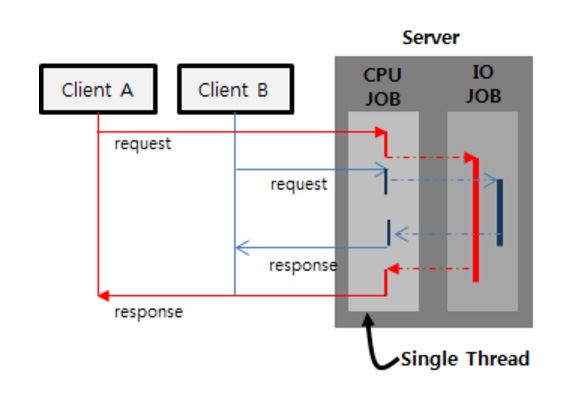 Server
Client A
Client B
CPU
JOB
IO
JOB
request
request
response
response
Single Thread